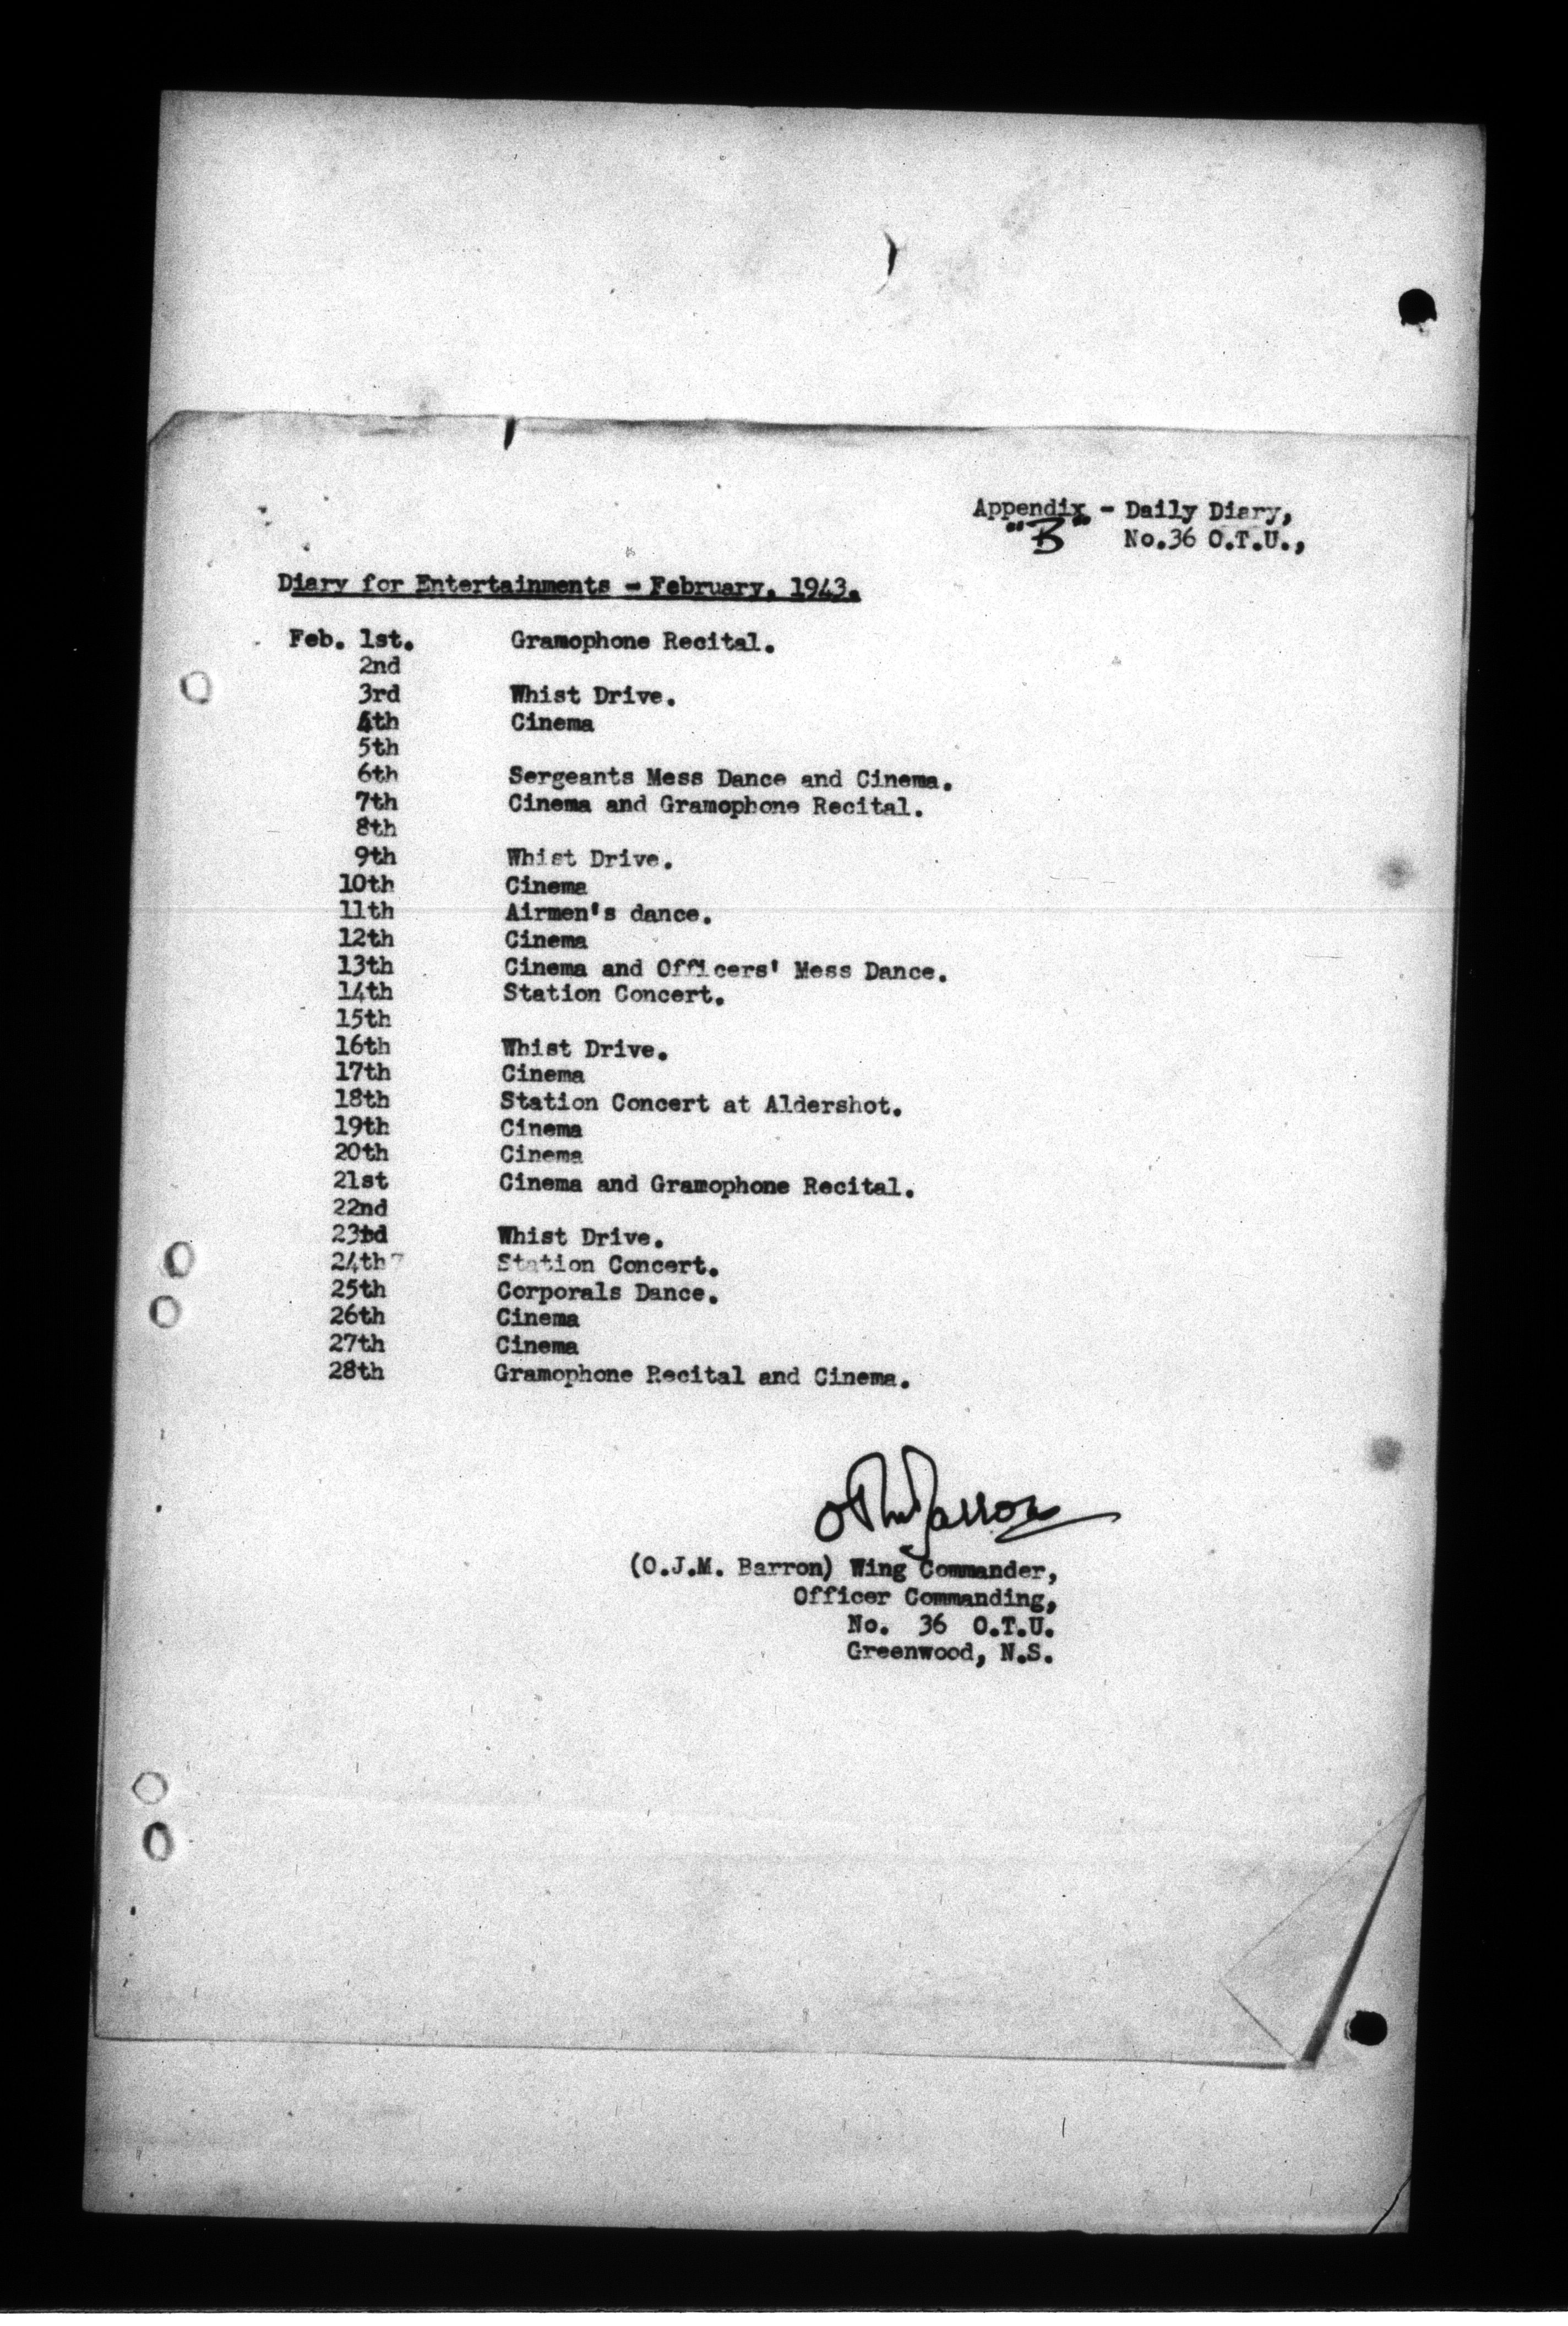 Appendix - Daily Diary,
"B" No.36 O.T.U.,
Diary for Entertainments - February, 1943.
Feb. 1st. Gramophone Recital.
2nd
3rd Whist Drive.
4th Cinema
5th
6th Sergeants Mess Dance and Cinema.
7th Cinema and Gramophone Recital.
8th
9th Whist Drive.
10th Cinema
11th Airmen's dance.
12th Cinema
13th Cinema and Officers' Mess Dance.
14th Station Concert.
15th
16th Whist Drive.
17th Cinema
18th Station Concert at Aldershot.
19th Cinema
20th Cinema
21st Cinema and Gramophone Recital.
22nd
23rd Whist Drive.
24th Station Concert.
25th Corporals Dance.
26th Cinema
27th Cinema
28th Gramophone Recital and Cinema.
OJM Barron
(O.J.M. Barron) Wing Commander,
Officer Commanding,
No. 36 O.T.U.
Greenwood, N.S.